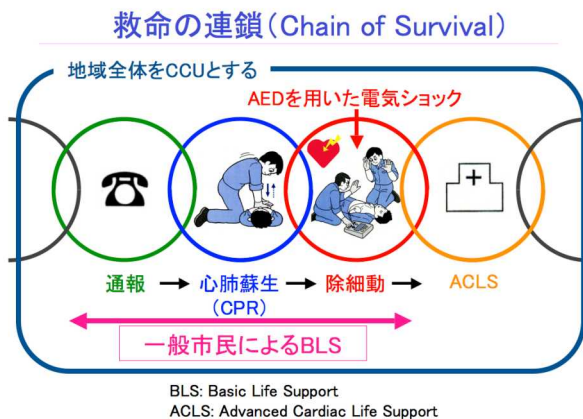 救命の連鎖(Chain of Survival)
地域全体をCCUとする
AEDを用いた電気ショック
通報 → 心肺蘇生 → 除細動 → ACLS
(CPR)
一般市民によるBLS
BLS: Basic Life Support
ACLS: Advanced Cardiac Life Support